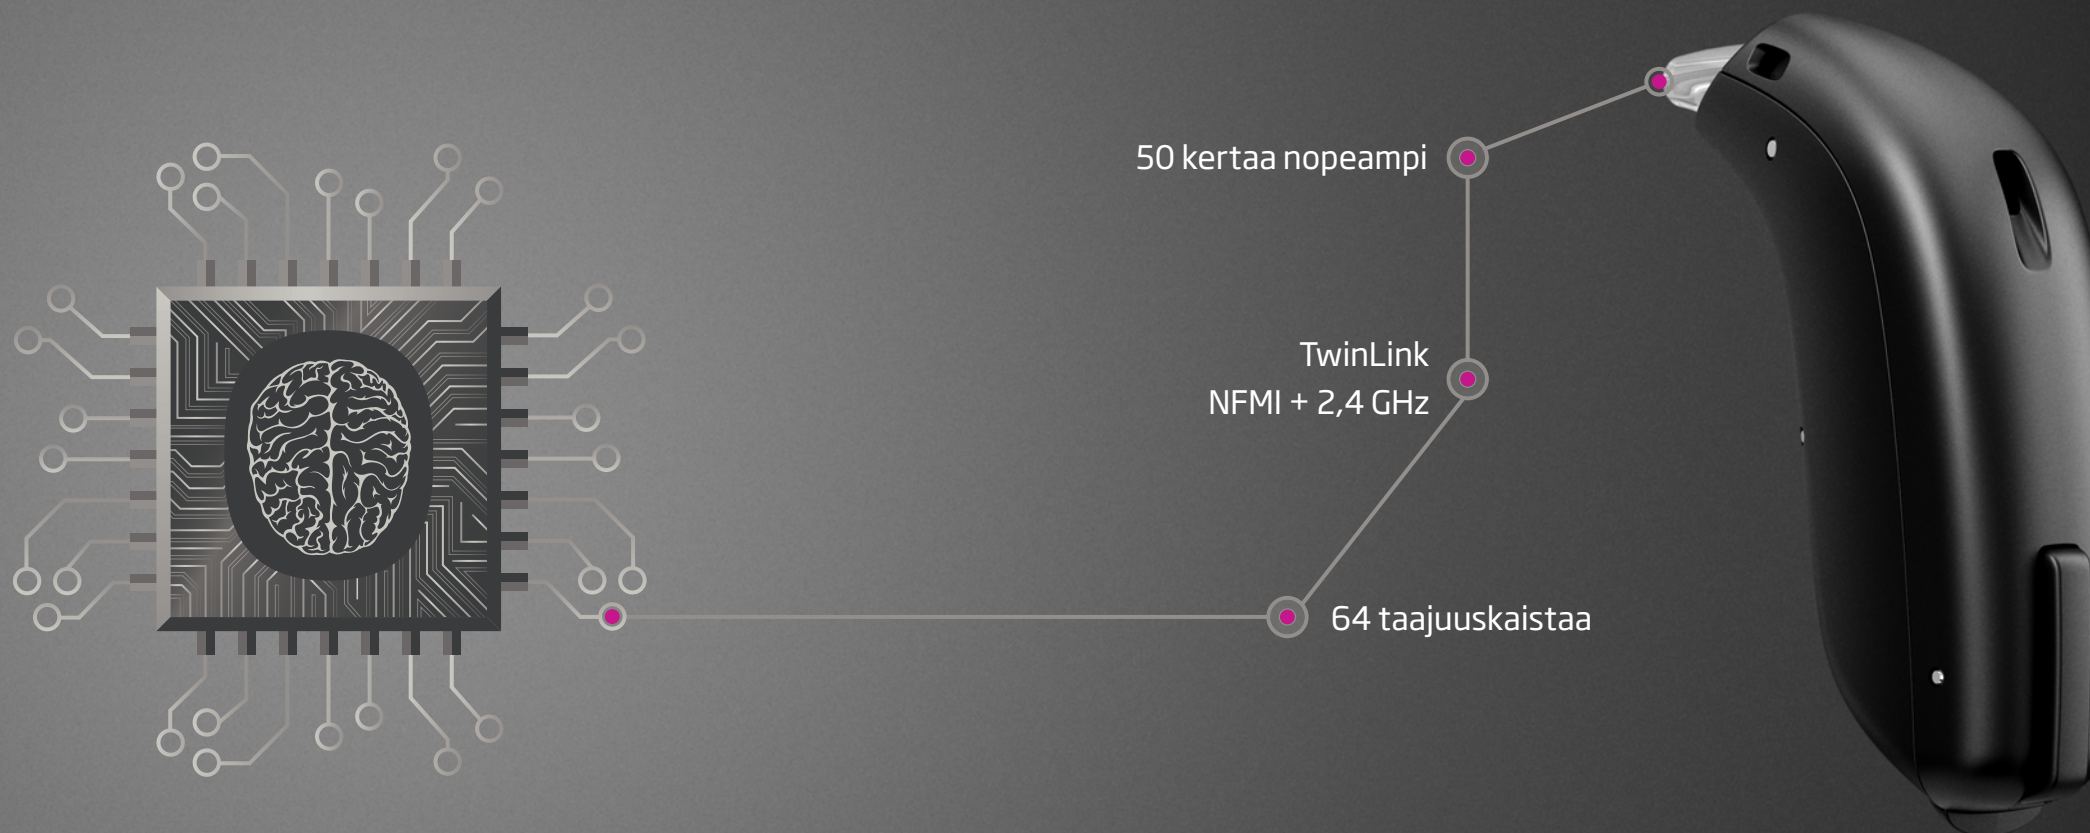 50 kertaa nopeampi
TwinLink
NFMI + 2,4 GHz
64 taajuuskaistaa